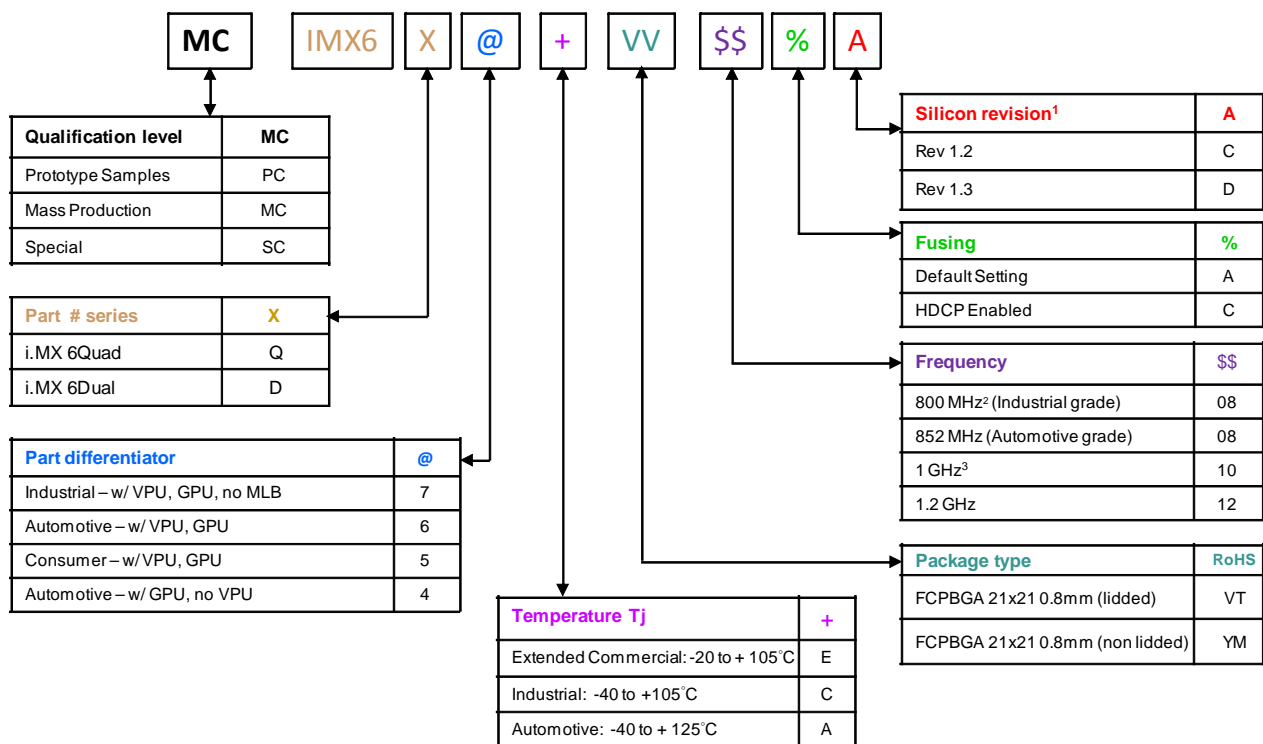 MC IMX6 X @ + VV $$ % A
Qualification level MC
Prototype Samples PC
Mass Production MC
Special SC
Part # series X
i.MX 6Quad Q
i.MX 6Dual D
Part differentiator @
Industrial – w/ VPU, GPU, no MLB 7
Automotive – w/ VPU, GPU 6
Consumer – w/ VPU, GPU 5
Automotive – w/ GPU, no VPU 4
Temperature Tj +
Extended Commercial: -20 to + 105°C E
Industrial: -40 to +105°C C
Automotive: -40 to + 125°C A
Silicon revision¹ A
Rev 1.2 C
Rev 1.3 D
Fusing %
Default Setting A
HDCP Enabled C
Frequency $$
800 MHz² (Industrial grade) 08
852 MHz (Automotive grade) 08
1 GHz³ 10
1.2 GHz 12
Package type RoHS
FCPBGA 21x21 0.8mm (lidded) VT
FCPBGA 21x21 0.8mm (non lidded) YM